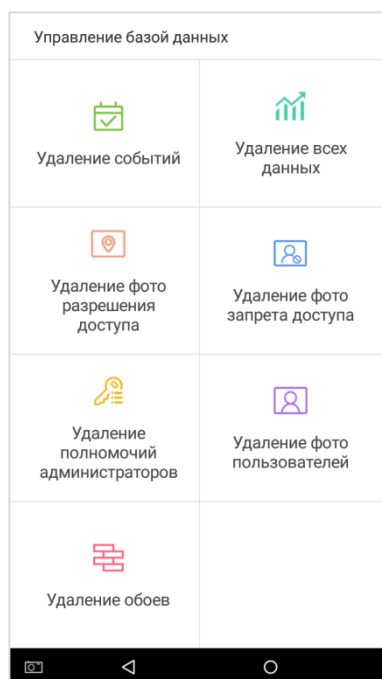 Управление базой данных
Удаление событий
Удаление всех
данных
Удаление фото
разрешения
доступа
Удаление фото
запрета доступа
Удаление
полномочий
администраторов
Удаление фото
пользователей
Удаление обоев